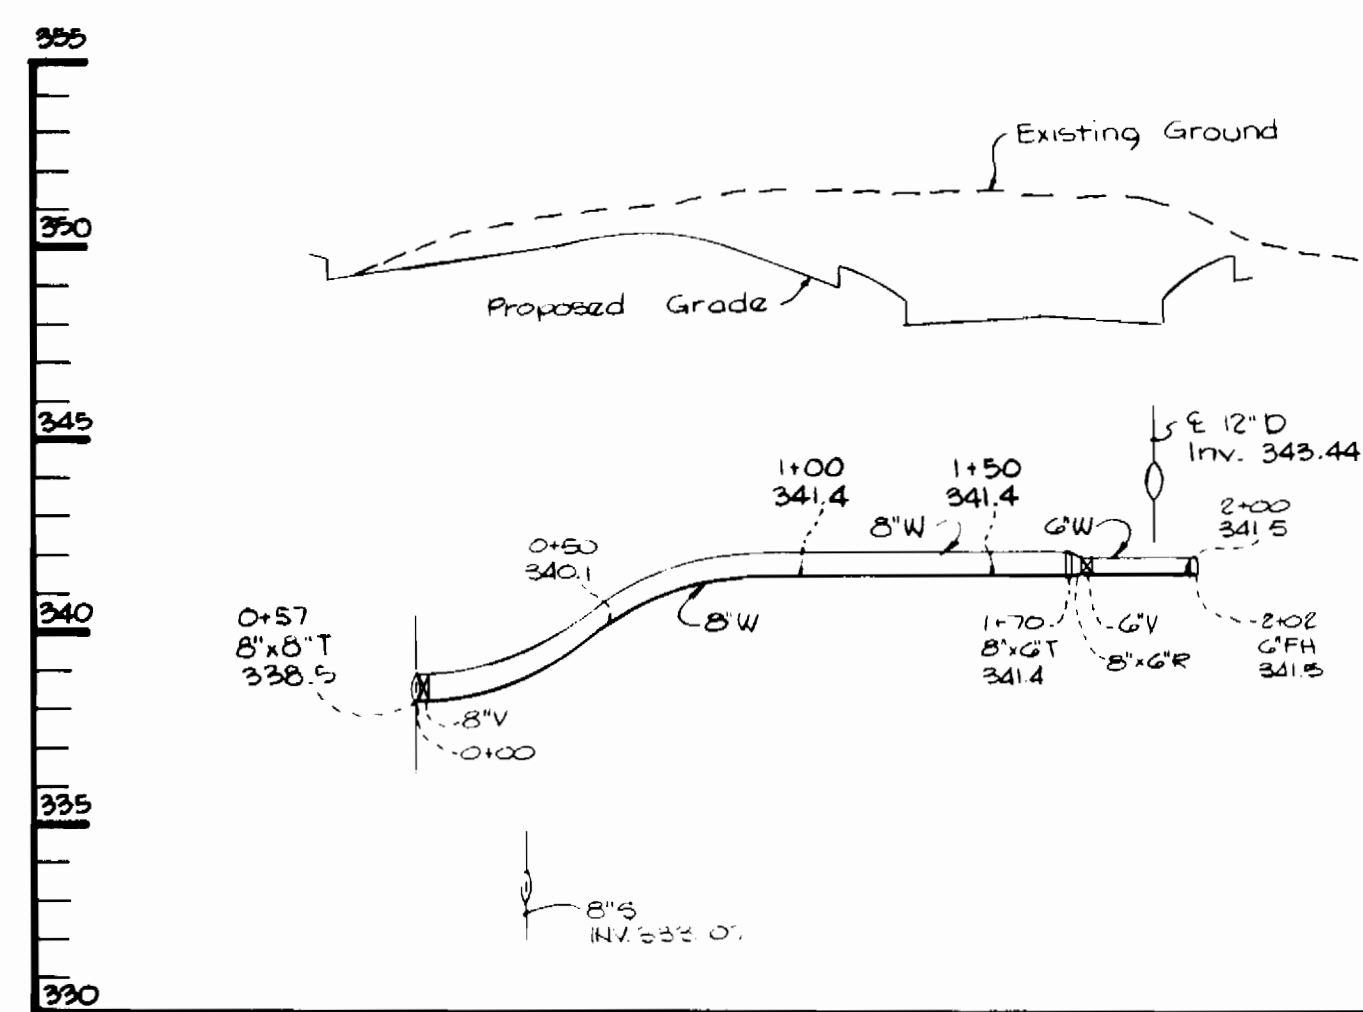 355
Existing Ground
350
Proposed Grade
345
℄ 12"D
Inv. 343.44
1+00
341.4
1+50
341.4
8"W
6"W
2+00
341.5
0+50
340.1
340
0+57
8"x8"T
338.5
8"W
1+70
8"x6"T
341.4
6"V
8"x6"R
2+02
6"FH
341.5
8"V
0+00
335
8"S
INV. 333.07
330